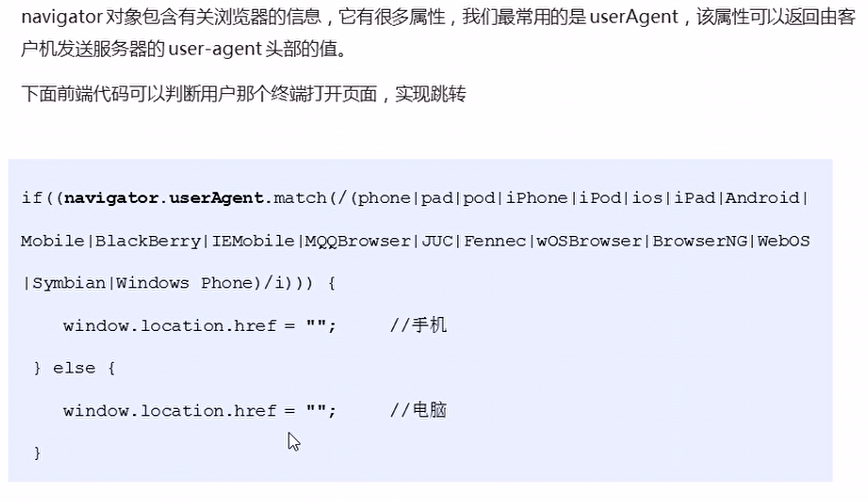 navigator 对象包含有关浏览器的信息，它有很多属性，我们最常用的是 userAgent，该属性可以返回由客
户机发送服务器的 user-agent 头部的值。
下面前端代码可以判断用户那个终端打开页面，实现跳转
if((navigator.userAgent.match(/(phone|pad|pod|iPhone|iPod|ios|iPad|Android|
Mobile|BlackBerry|IEMobile|MQQBrowser|JUC|Fennec|wOSBrowser|BrowserNG|WebOS
|Symbian|Windows Phone)/i))) {
window.location.href = ""; //手机
} else {
window.location.href = ""; //电脑
}